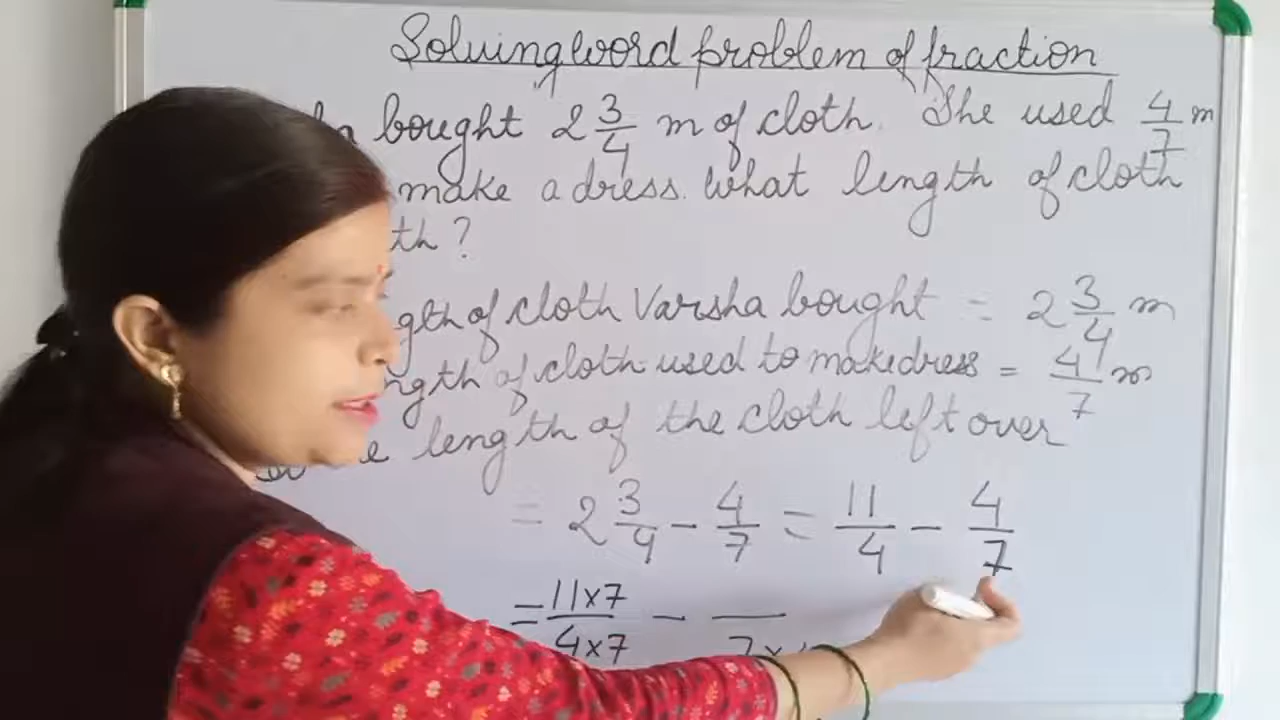 Solving word problem of fraction
bought 2 3/4 m of cloth. She used 4/7 m
make a dress. What length of cloth
th?
gth of cloth Varsha bought = 2 3/4 m
ngth of cloth used to make dress = 4/7 m
length of the cloth left over
= 2 3/4 - 4/7 = 11/4 - 4/7
= 11×7/4×7 - /7×